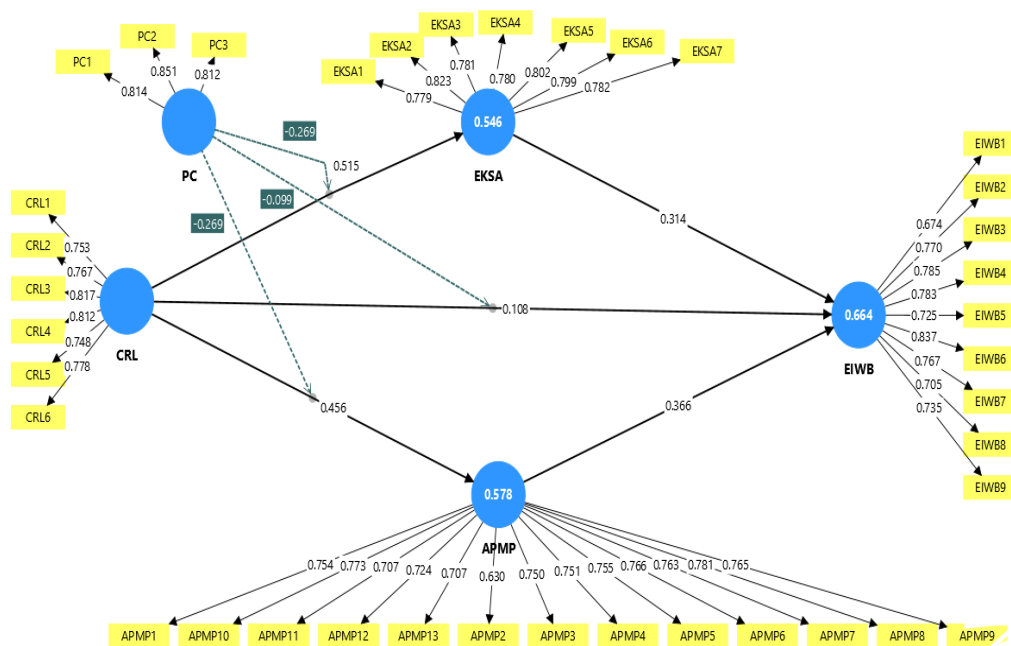 EKSA3
EKSA4
PC2
EKSA5
PC3
EKSA2
EKSA6
PC1
EKSA7
EKSA1
0.851
0.812
0.814
0.781
0.780
0.802
0.823
0.799
0.779
0.782
0.546
-0.269
EIWB1
0.515
PC
EKSA
EIWB2
-0.099
CRL1
-0.269
0.314
0.674
EIWB3
CRL2
0.753
0.770
0.767
0.785
EIWB4
CRL3
0.817
0.783
0.108
0.664
0.725
EIWB5
0.812
CRL4
0.748
0.837
EIWB6
CRL
0.778
0.767
EIWB
CRL5
0.705
EIWB7
0.456
0.366
0.735
CRL6
EIWB8
EIWB9
0.578
APMP
0.754
0.773
0.707
0.724
0.707
0.630
0.750
0.751
0.755
0.766
0.763
0.781
0.765
APMP1
APMP10
APMP11
APMP12
APMP13
APMP2
APMP3
APMP4
APMP5
APMP6
APMP7
APMP8
APMP9